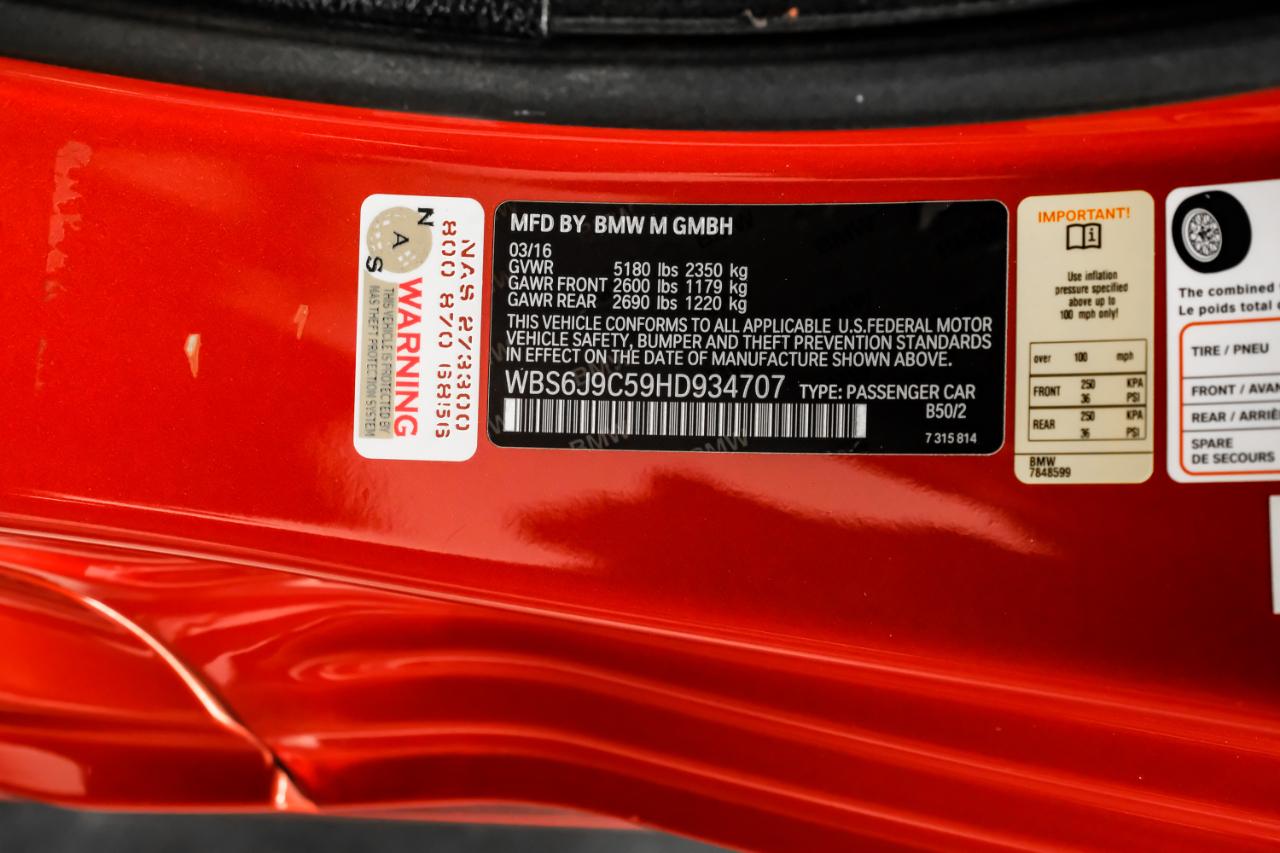 N
A
S
WARNING
THIS VEHICLE IS PROTECTED BY
NAS THEFT PROTECTION SYSTEM
NAS 273300
800 870 6856
MFD BY BMW M GMBH
03/16
GVWR 5180 lbs 2350 kg
GAWR FRONT 2600 lbs 1179 kg
GAWR REAR 2690 lbs 1220 kg
THIS VEHICLE CONFORMS TO ALL APPLICABLE U.S.FEDERAL MOTOR
VEHICLE SAFETY, BUMPER AND THEFT PREVENTION STANDARDS
IN EFFECT ON THE DATE OF MANUFACTURE SHOWN ABOVE.
WBS6J9C59HD934707 TYPE: PASSENGER CAR
B50/2
7 315 814
BMW BMW
IMPORTANT!
i
Use inflation
pressure specified
above up to
100 mph only!
over 100 mph
FRONT 250 KPA
36 PSI
REAR 250 KPA
36 PSI
BMW
7848599
The combined
Le poids total
TIRE / PNEU
FRONT / AVAN
REAR / ARRIÈ
SPARE
DE SECOURS